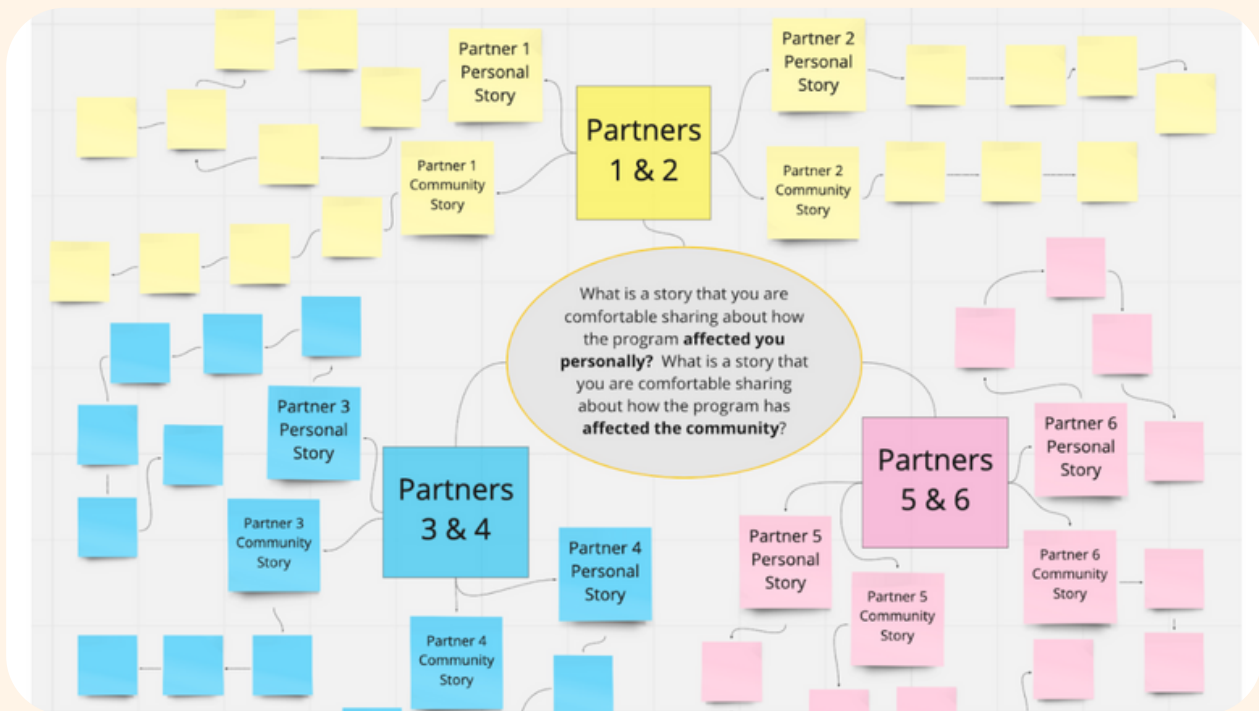 Partner 1
Personal
Story
Partner 2
Personal
Story
Partners
1 & 2
Partner 1
Community
Story
Partner 2
Community
Story
What is a story that you are
comfortable sharing about how
the program affected you
personally? What is a story that
you are comfortable sharing
about how the program has
affected the community?
Partner 3
Personal
Story
Partners
3 & 4
Partner 3
Community
Story
Partner 4
Personal
Story
Partner 4
Community
Story
Partners
5 & 6
Partner 6
Personal
Story
Partner 5
Personal
Story
Partner 6
Community
Story
Partner 5
Community
Story